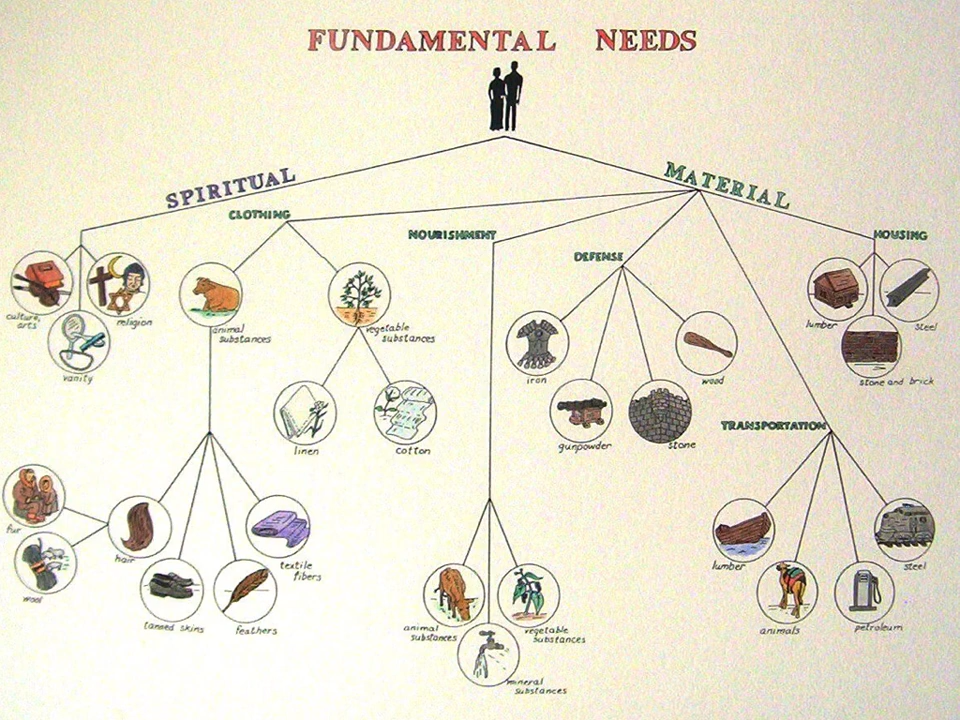 FUNDAMENTAL NEEDS
SPIRITUAL
MATERIAL
CLOTHING
NOURISHMENT
DEFENSE
HOUSING
culture,
arts
religion
vanity
animal
substances
vegetable
substances
iron
wood
lumber
steel
stone and brick
linen
cotton
gunpowder
stone
TRANSPORTATION
fur
wool
hair
textile
fibers
tanned skins
feathers
animal
substances
vegetable
substances
mineral
substances
lumber
steel
animals
petroleum